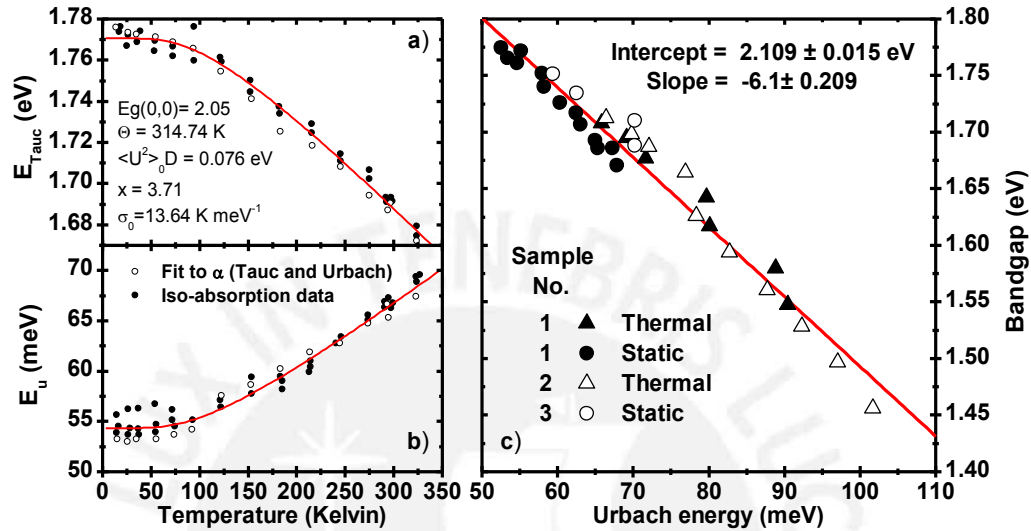 a)
1.78
1.76
1.74
1.72
1.70
1.68
E_Tauc (eV)
Eg(0,0)= 2.05
Θ = 314.74 K
<U²>₀D = 0.076 eV
x = 3.71
σ₀=13.64 K meV⁻¹
b)
70
65
60
55
50
E_u (meV)
○ Fit to α (Tauc and Urbach)
● Iso-absorption data
0 50 100 150 200 250 300 350
Temperature (Kelvin)
c)
Intercept = 2.109 ± 0.015 eV
Slope = -6.1± 0.209
Sample
No.
1 ▲ Thermal
1 ● Static
2 △ Thermal
3 ○ Static
1.80
1.75
1.70
1.65
1.60
1.55
1.50
1.45
1.40
Bandgap (eV)
50 60 70 80 90 100 110
Urbach energy (meV)